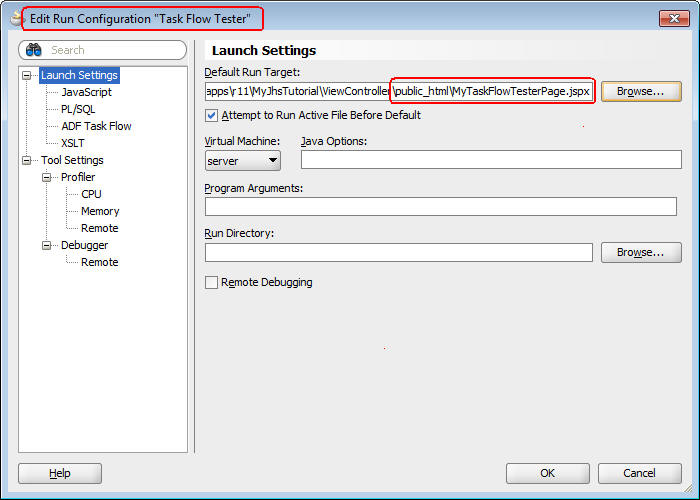 Edit Run Configuration "Task Flow Tester"
Search
Launch Settings
JavaScript
PL/SQL
ADF Task Flow
XSLT
Tool Settings
Profiler
CPU
Memory
Remote
Debugger
Remote
Launch Settings
Default Run Target:
apps\r11\MyJhsTutorial\ViewController\public_html\MyTaskFlowTesterPage.jspx
Browse...
Attempt to Run Active File Before Default
Virtual Machine: Java Options:
server
Program Arguments:
Run Directory:
Browse...
Remote Debugging
Help OK Cancel